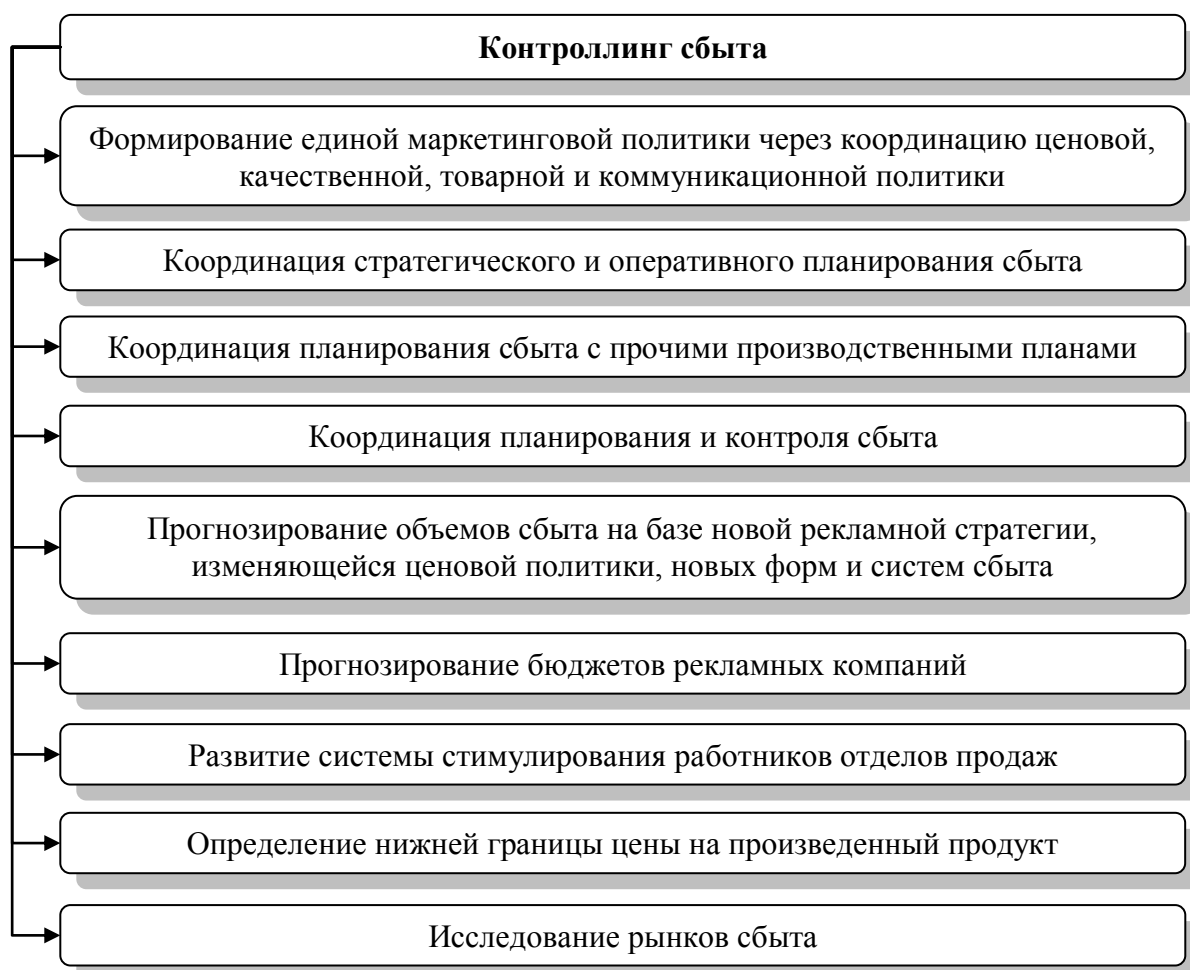 Контроллинг сбыта
Формирование единой маркетинговой политики через координацию ценовой,
качественной, товарной и коммуникационной политики
Координация стратегического и оперативного планирования сбыта
Координация планирования сбыта с прочими производственными планами
Координация планирования и контроля сбыта
Прогнозирование объемов сбыта на базе новой рекламной стратегии,
изменяющейся ценовой политики, новых форм и систем сбыта
Прогнозирование бюджетов рекламных компаний
Развитие системы стимулирования работников отделов продаж
Определение нижней границы цены на произведенный продукт
Исследование рынков сбыта